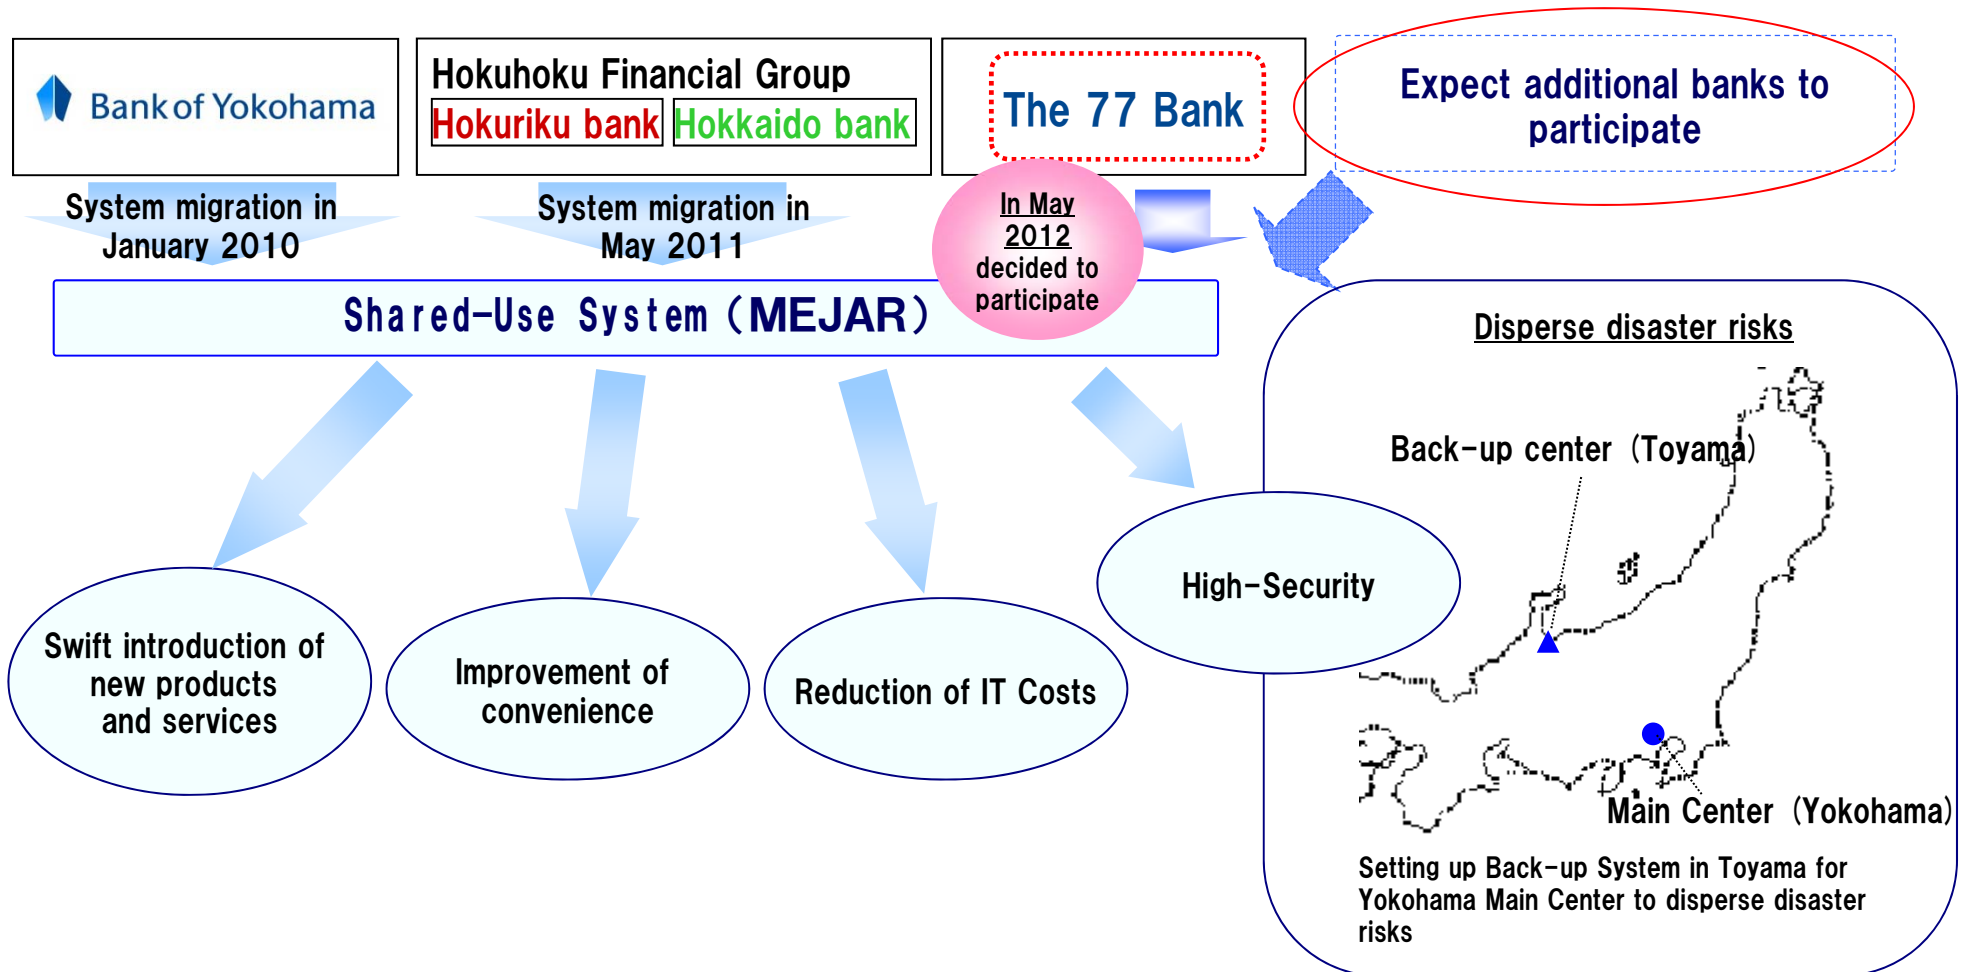 Bank of Yokohama
Hokuhoku Financial Group
Hokuriku bank
Hokkaido bank
The 77 Bank
Expect additional banks to
participate
System migration in
January 2010
System migration in
May 2011
In May
2012
decided to
participate
Shared-Use System (MEJAR)
Disperse disaster risks
Back-up center (Toyama)
High-Security
Swift introduction of
new products
and services
Improvement of
convenience
Reduction of IT Costs
Main Center (Yokohama)
Setting up Back-up System in Toyama for
Yokohama Main Center to disperse disaster
risks